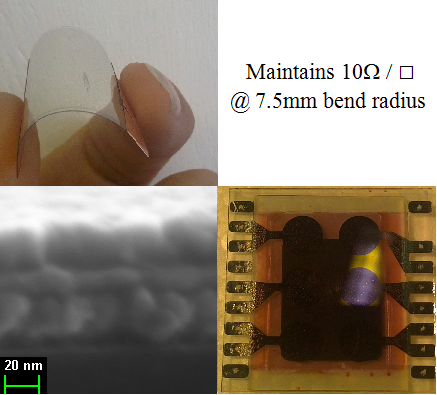 Maintains 10Ω / □
@ 7.5mm bend radius
20 nm